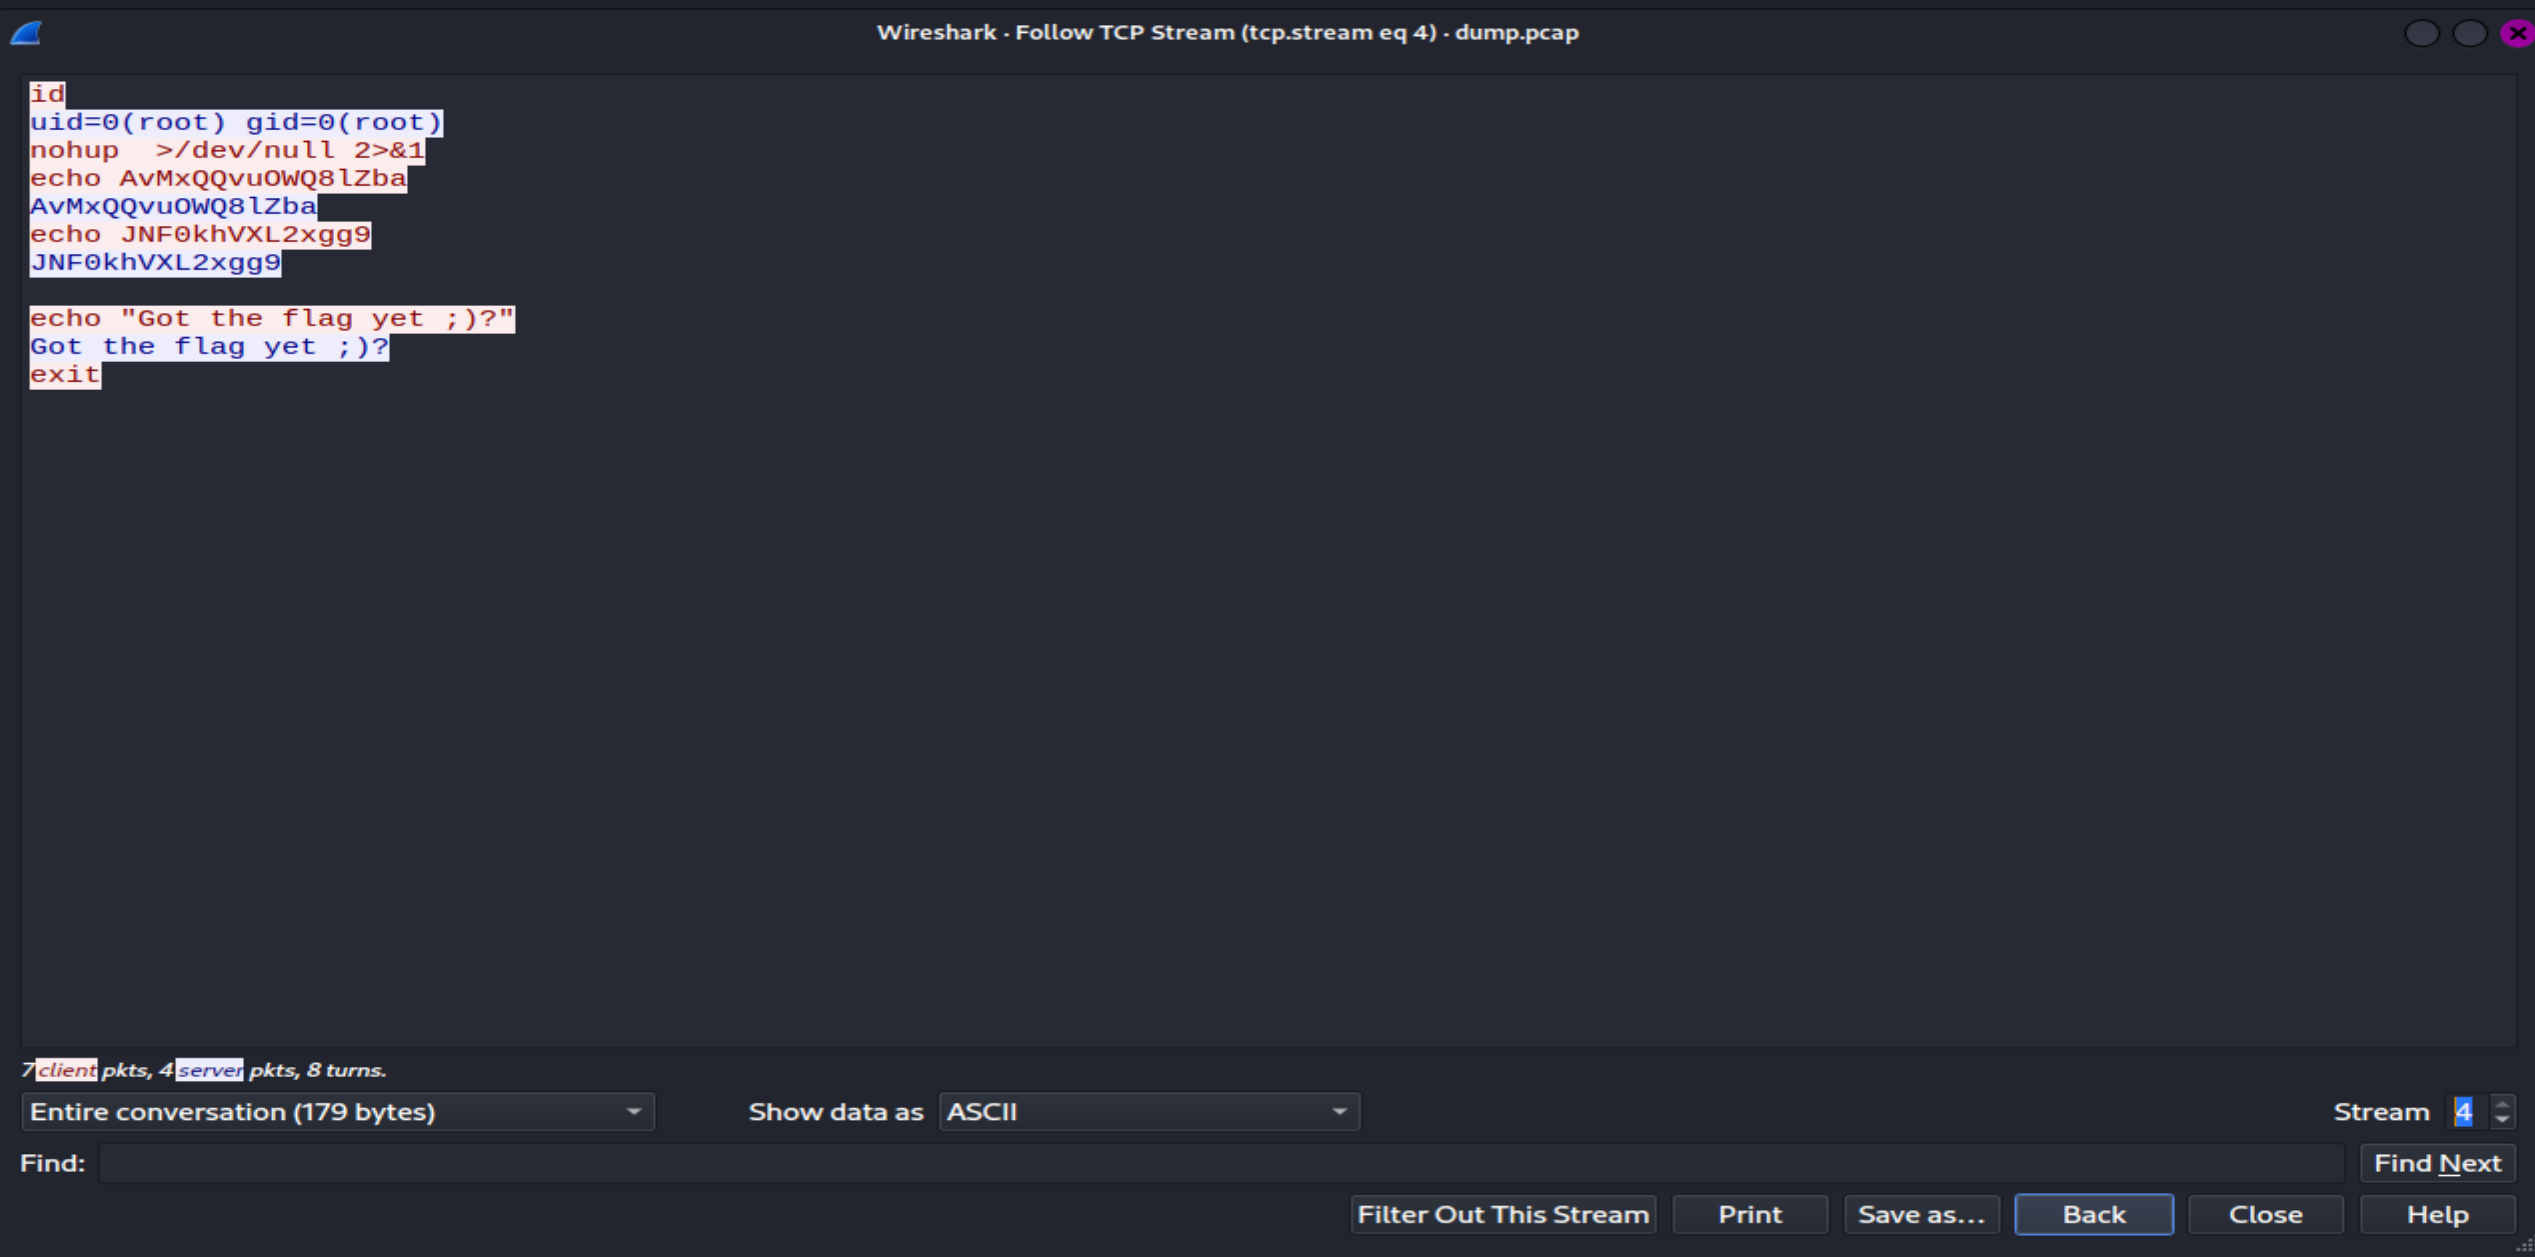 Wireshark · Follow TCP Stream (tcp.stream eq 4) · dump.pcap
id
uid=0(root) gid=0(root)
nohup  >/dev/null 2>&1
echo AvMxQQvuOWQ8lZba
AvMxQQvuOWQ8lZba
echo JNF0khVXL2xgg9
JNF0khVXL2xgg9
echo "Got the flag yet ;)?"
Got the flag yet ;)?
exit
7 client pkts, 4 server pkts, 8 turns.
Entire conversation (179 bytes) Show data as ASCII Stream 4
Find: Find Next
Filter Out This Stream Print Save as... Back Close Help